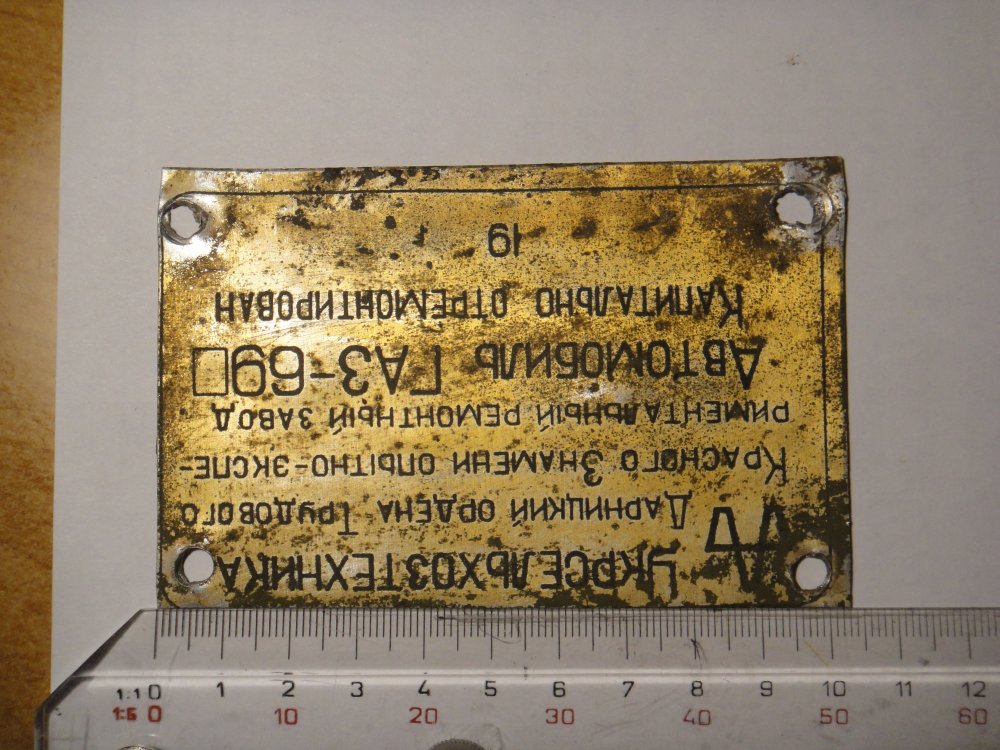 Укрсельхозтехника
Дарницкий ордена Трудового
Красного Знамени опытно-экспе-
риментальный ремонтный завод
Автомобиль ГАЗ-69□
Капитально отремонтирован
19
1:1 0 1 2 3 4 5 6 7 8 9 10 11 12
1:5 0 10 20 30 40 50 60